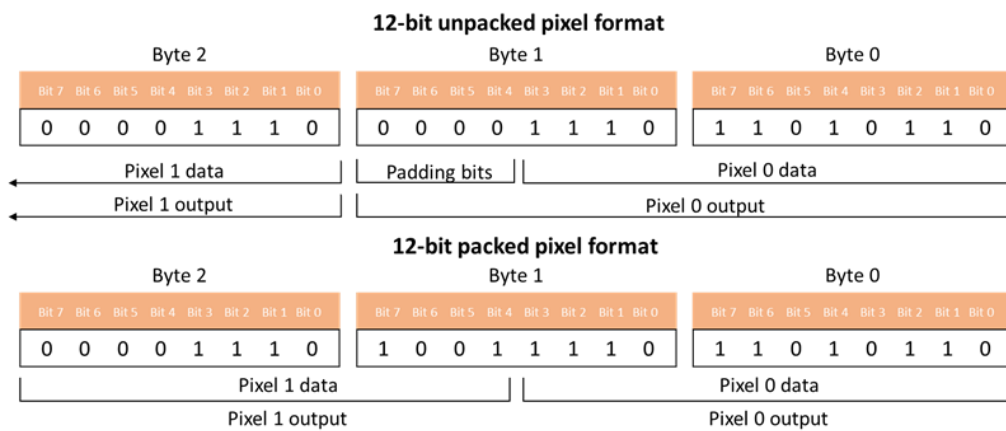 12-bit unpacked pixel format
Byte 2 Byte 1 Byte 0
Bit 7 Bit 6 Bit 5 Bit 4 Bit 3 Bit 2 Bit 1 Bit 0 Bit 7 Bit 6 Bit 5 Bit 4 Bit 3 Bit 2 Bit 1 Bit 0 Bit 7 Bit 6 Bit 5 Bit 4 Bit 3 Bit 2 Bit 1 Bit 0
0 0 0 0 1 1 1 0 0 0 0 0 1 1 1 0 1 1 0 1 0 1 1 0
Pixel 1 data Padding bits Pixel 0 data
Pixel 1 output Pixel 0 output
12-bit packed pixel format
Byte 2 Byte 1 Byte 0
Bit 7 Bit 6 Bit 5 Bit 4 Bit 3 Bit 2 Bit 1 Bit 0 Bit 7 Bit 6 Bit 5 Bit 4 Bit 3 Bit 2 Bit 1 Bit 0 Bit 7 Bit 6 Bit 5 Bit 4 Bit 3 Bit 2 Bit 1 Bit 0
0 0 0 0 1 1 1 0 1 0 0 1 1 1 1 0 1 1 0 1 0 1 1 0
Pixel 1 data Pixel 0 data
Pixel 1 output Pixel 0 output